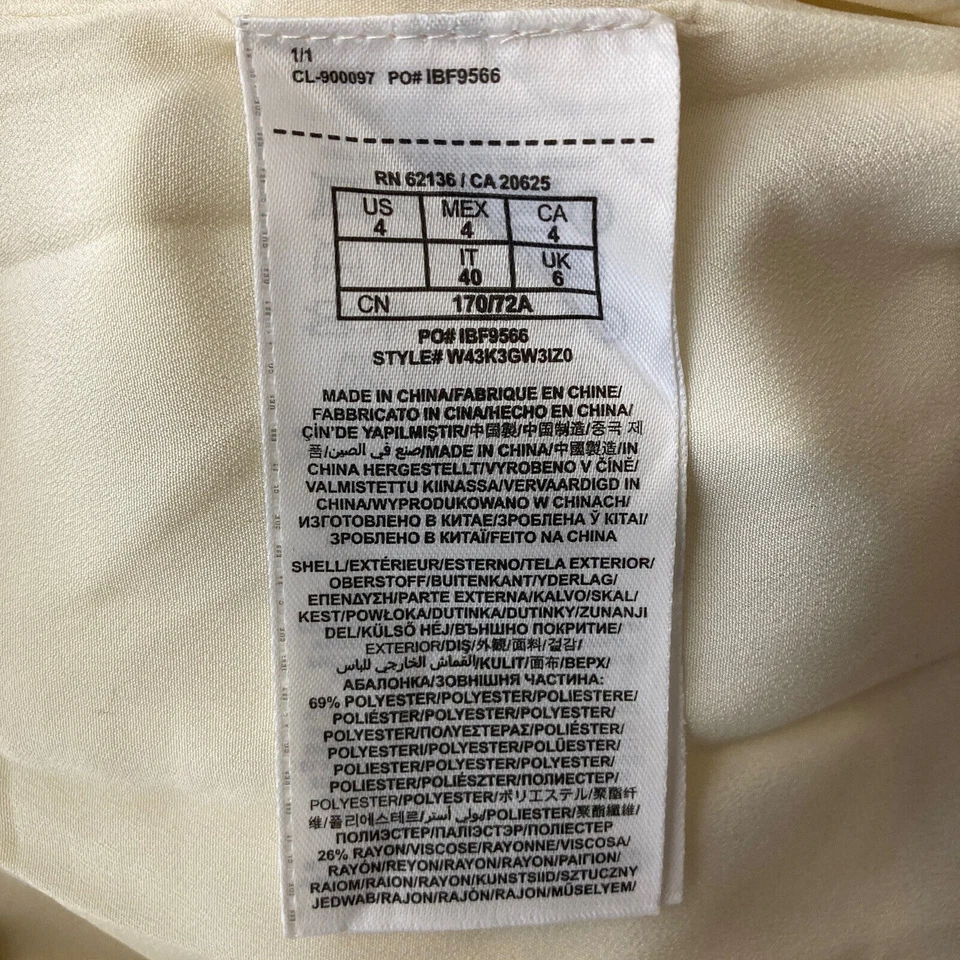 1/1
CL-900097 PO# IBF9566
RN 62136 / CA 20625
US MEX CA
4 4 4
IT UK
40 6
CN 170/72A
PO# IBF9566
STYLE# W43K3GW3IZ0
MADE IN CHINA/FABRIQUE EN CHINE/
FABBRICATO IN CINA/HECHO EN CHINA/
ÇİN'DE YAPILMIŞTIR/中国製/中国制造/중국 제
품/صنع في الصين/MADE IN CHINA/中國製造/IN
CHINA HERGESTELLT/VYROBENO V ČÍNĚ/
VALMISTETTU KIINASSA/VERVAARDIGD IN
CHINA/WYPRODUKOWANO W CHINACH/
ИЗГОТОВЛЕНО В КИТАЕ/ЗРОБЛЕНА Ў КІТАІ/
ЗРОБЛЕНО В КИТАЇ/FEITO NA CHINA
SHELL/EXTÉRIEUR/ESTERNO/TELA EXTERIOR/
OBERSTOFF/BUITENKANT/YDERLAG/
ΕΠΕΝΔΥΣΗ/PARTE EXTERNA/KALVO/SKAL/
KEST/POWŁOKA/DUTINKA/DUTINKY/ZUNANJI
DEL/KÜLSŐ HÉJ/ВЪНШНО ПОКРИТИЕ/
EXTERIOR/DIŞ/外観/面料/겉감/
القماش الخارجي للباس/KULIT/面布/ВЕРХ/
АБАЛОНКА/ЗОВНІШНЯ ЧАСТИНА:
69% POLYESTER/POLYESTER/POLIESTERE/
POLIÉSTER/POLYESTER/POLYESTER/
POLYESTER/ΠΟΛΥΕΣΤΕΡΑΣ/POLIÉSTER/
POLYESTERI/POLYESTER/POLÜESTER/
POLIESTER/POLYESTER/POLYESTER/
POLIESTER/POLIÉSZTER/ПОЛИЕСТЕР/
POLYESTER/POLYESTER/ポリエステル/聚酯纤
维/폴리에스테르/بولي أستر/POLIESTER/聚酯纖維/
ПОЛИЭСТЕР/ПАЛІЭСТЭР/ПОЛІЕСТЕР
26% RAYON/VISCOSE/RAYONNE/VISCOSA/
RAYÓN/REYON/RAYON/RAYON/ΡΑΙΓΙΟΝ/
RAIOM/RAION/RAYON/KUNSTSIID/SZTUCZNY
JEDWAB/RAJON/RAJÓN/RAJON/MŰSELYEM/